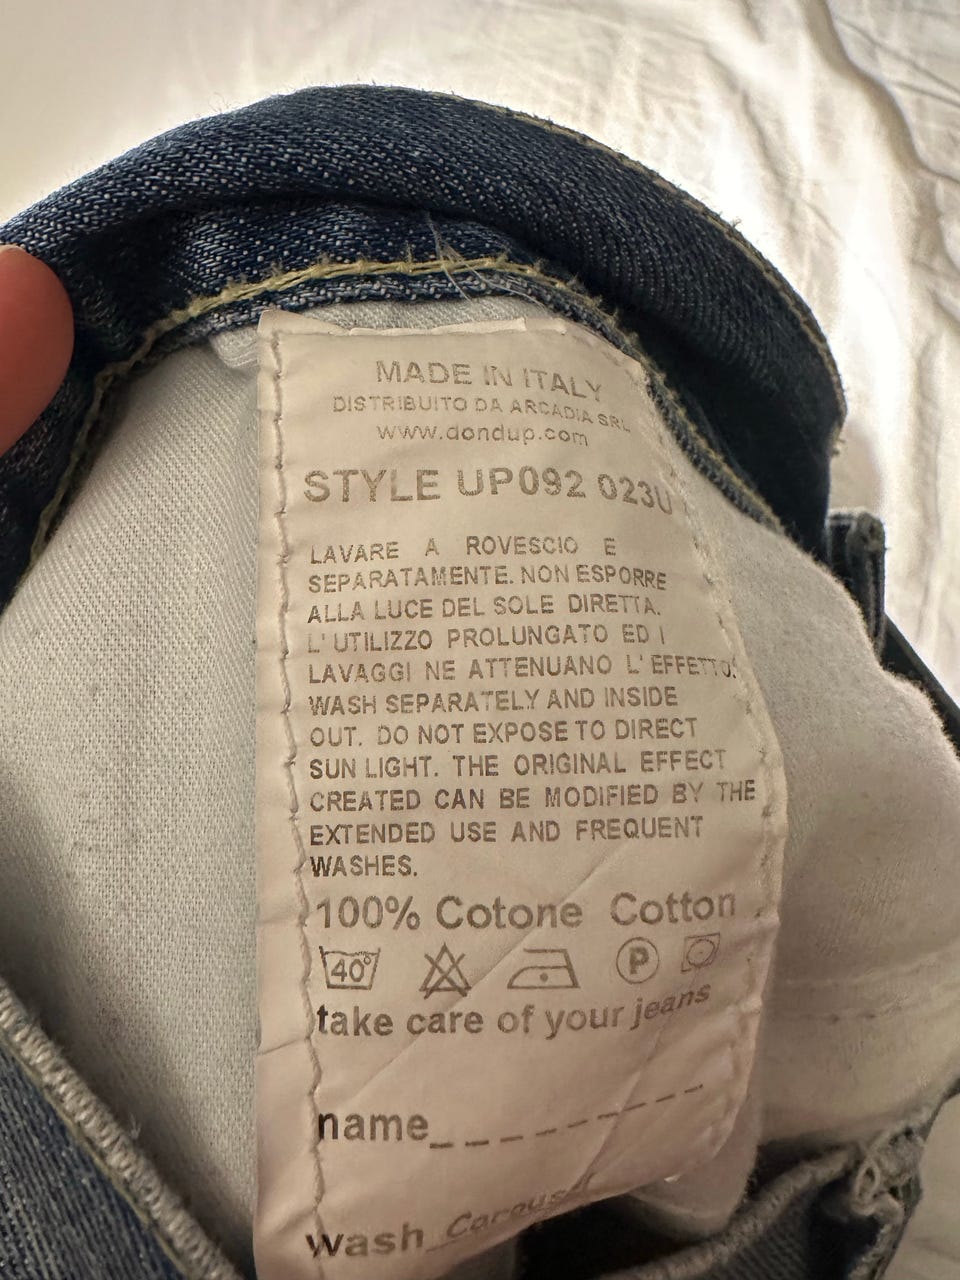 MADE IN ITALY
DISTRIBUITO DA ARCADIA SRL
www.dondup.com
STYLE UP092 023U
LAVARE A ROVESCIO E
SEPARATAMENTE. NON ESPORRE
ALLA LUCE DEL SOLE DIRETTA.
L' UTILIZZO PROLUNGATO ED I
LAVAGGI NE ATTENUANO L' EFFETTO.
WASH SEPARATELY AND INSIDE
OUT. DO NOT EXPOSE TO DIRECT
SUN LIGHT. THE ORIGINAL EFFECT
CREATED CAN BE MODIFIED BY THE
EXTENDED USE AND FREQUENT
WASHES.
100% Cotone Cotton
40° P
take care of your jeans
name
wash